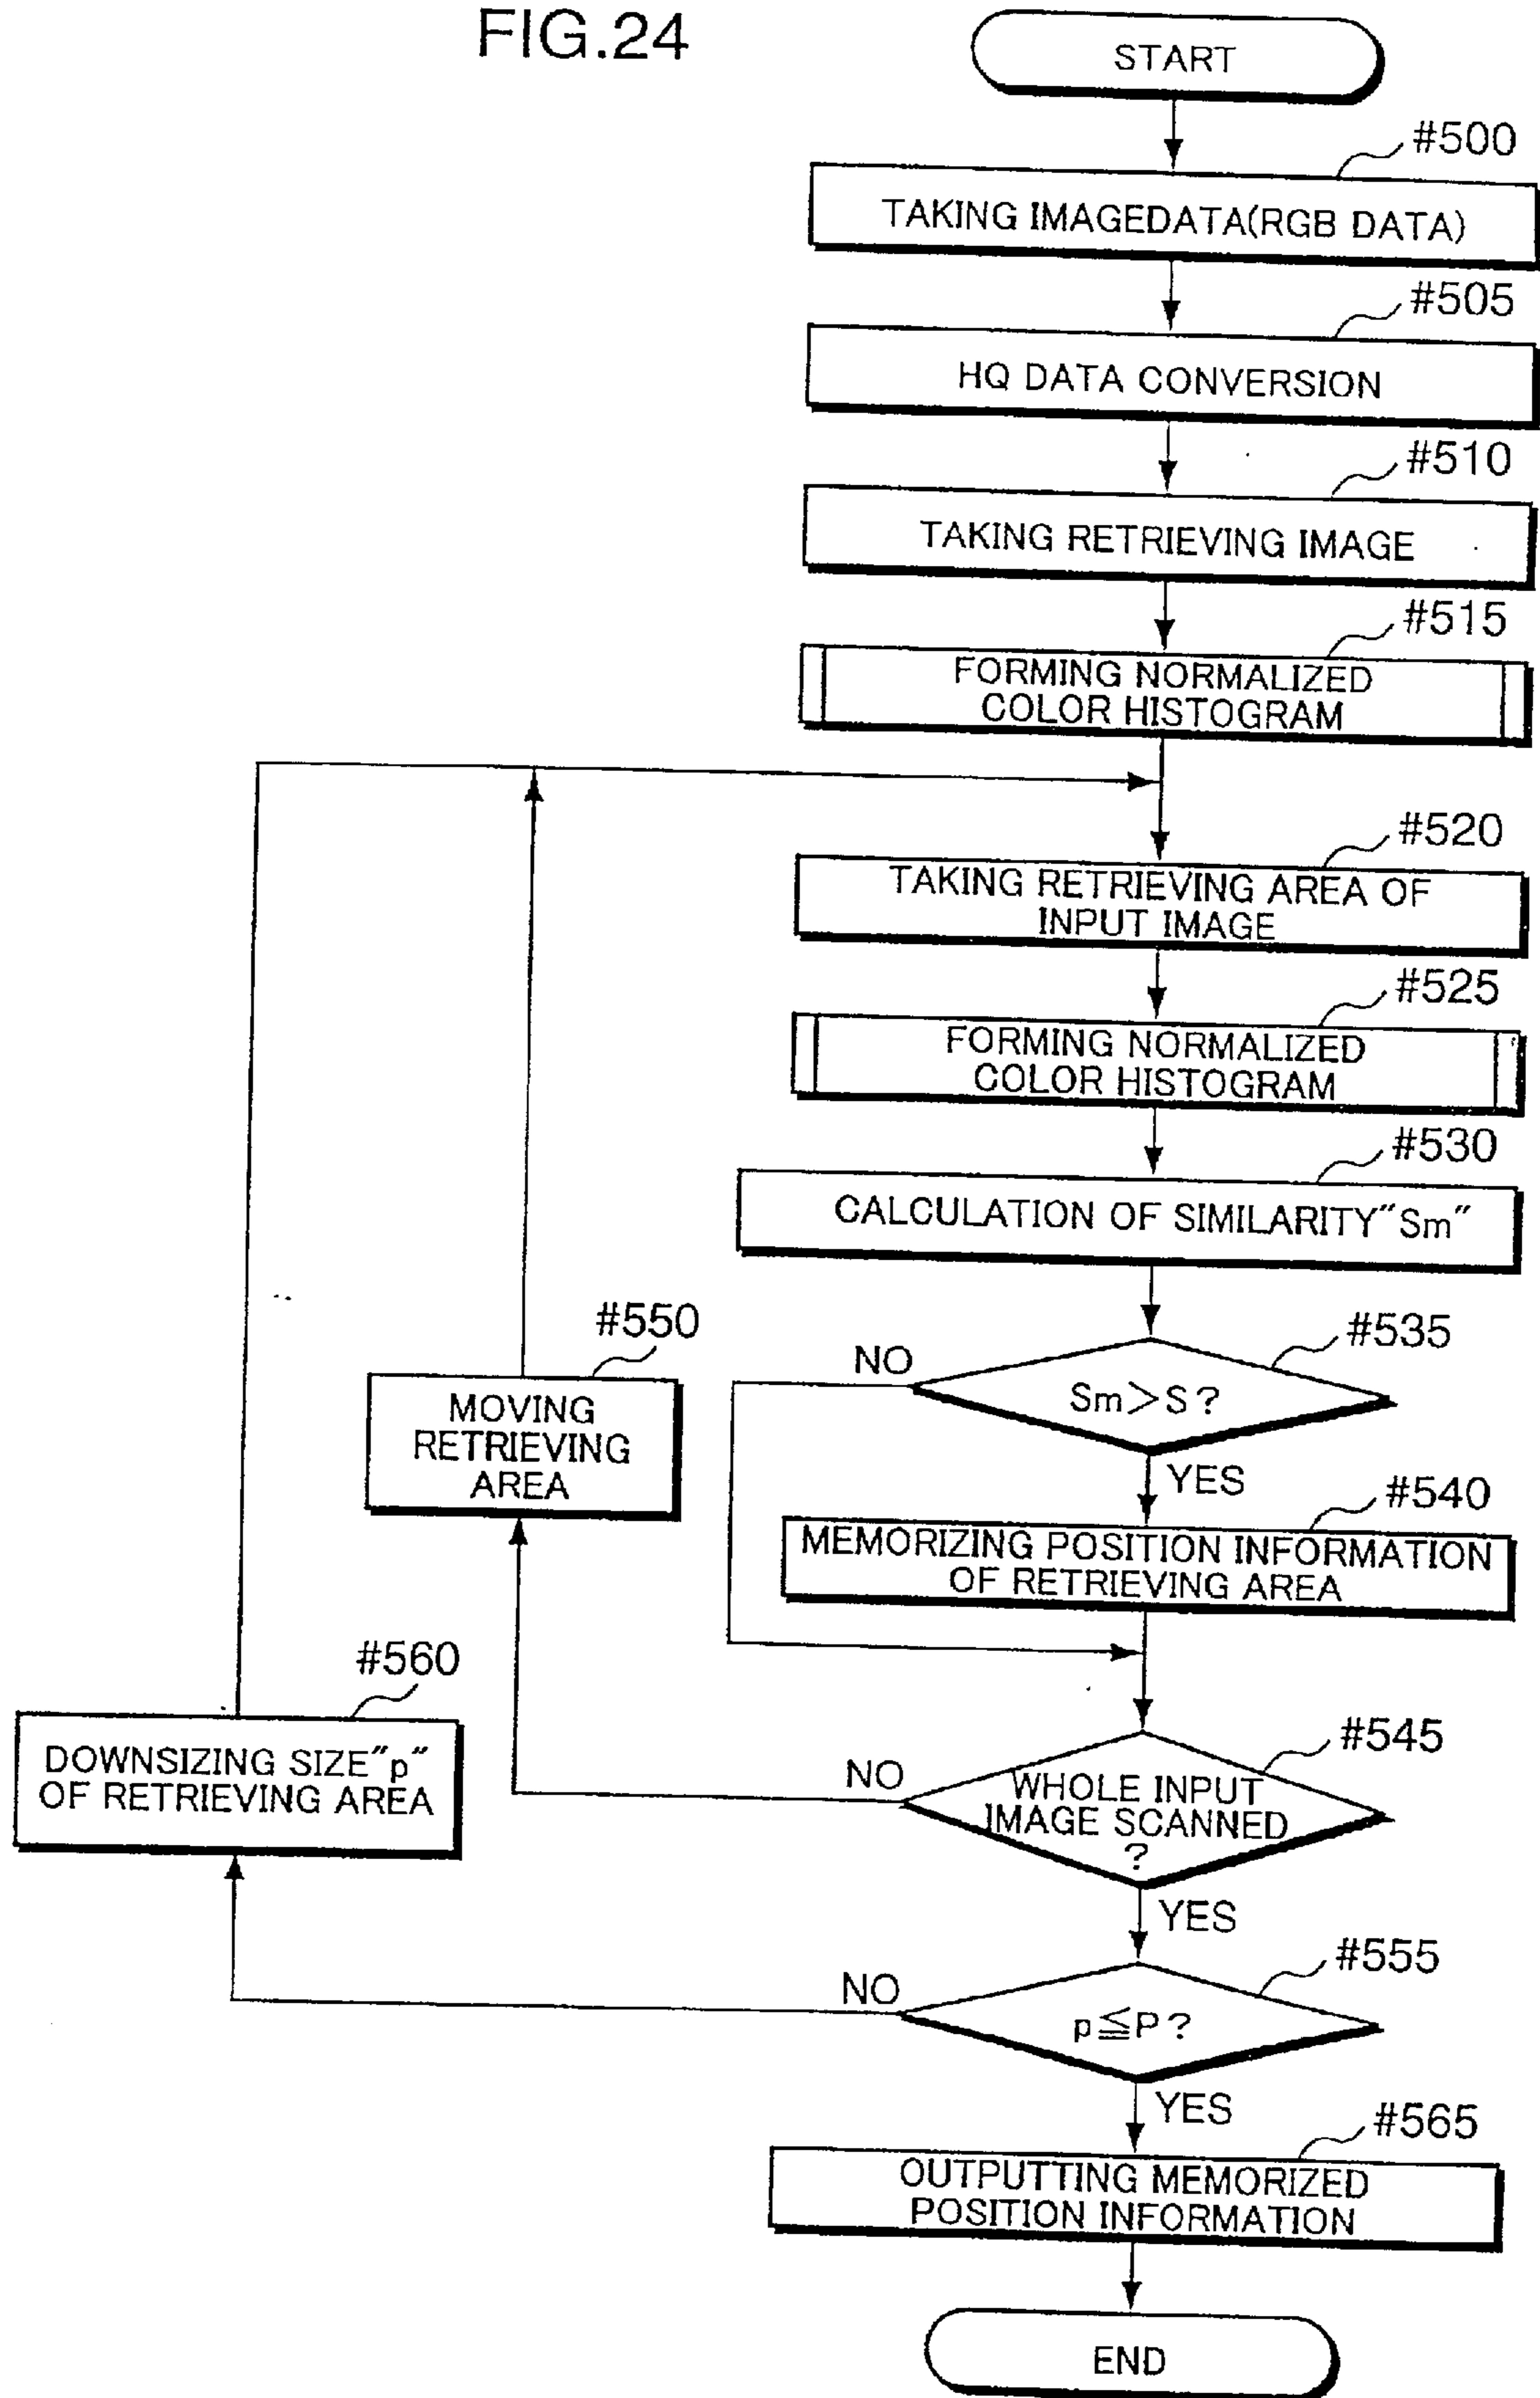 FIG.24
START
#500
TAKING IMAGEDATA(RGB DATA)
#505
HQ DATA CONVERSION
#510
TAKING RETRIEVING IMAGE
#515
FORMING NORMALIZED
COLOR HISTOGRAM
#520
TAKING RETRIEVING AREA OF
INPUT IMAGE
#525
FORMING NORMALIZED
COLOR HISTOGRAM
#530
CALCULATION OF SIMILARITY"Sm"
#535
NO
Sm>S?
YES
#540
MEMORIZING POSITION INFORMATION
OF RETRIEVING AREA
#550
MOVING
RETRIEVING
AREA
#545
NO
WHOLE INPUT
IMAGE SCANNED
?
YES
#560
DOWNSIZING SIZE"p"
OF RETRIEVING AREA
#555
NO
p≦P?
YES
#565
OUTPUTTING MEMORIZED
POSITION INFORMATION
END